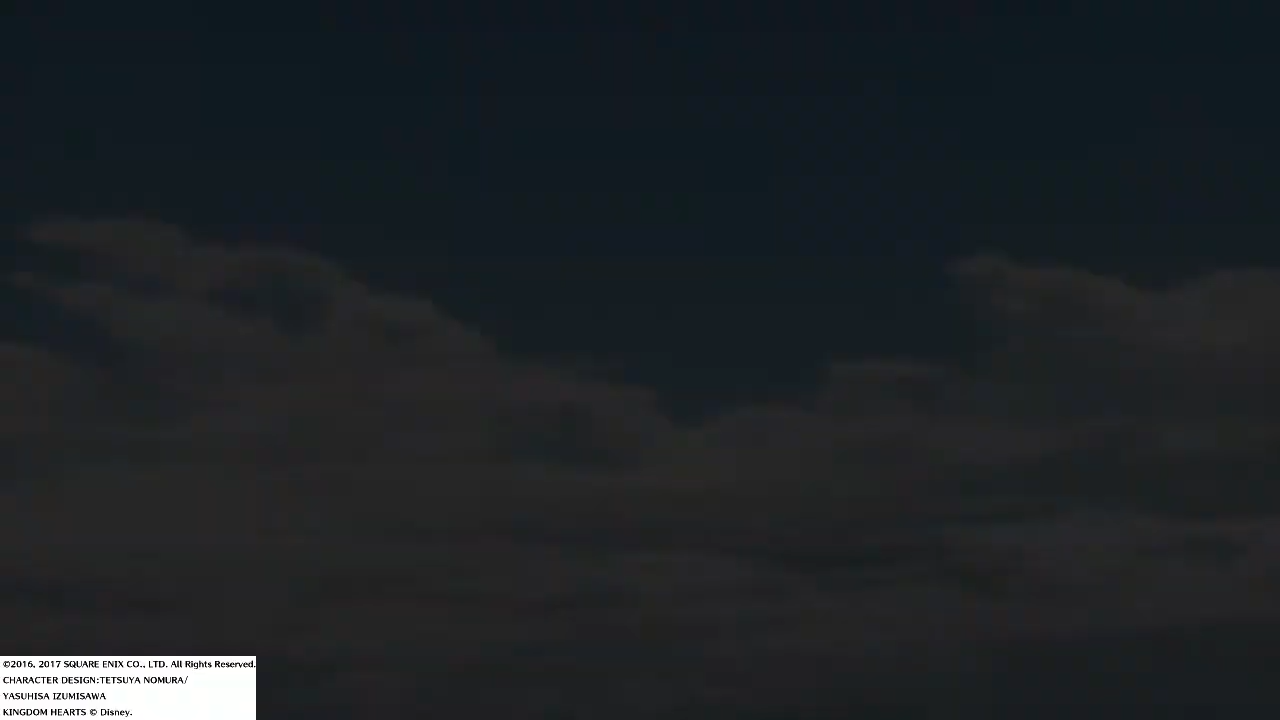 ©2016, 2017 SQUARE ENIX CO., LTD. All Rights Reserved.
CHARACTER DESIGN:TETSUYA NOMURA/
YASUHISA IZUMISAWA
KINGDOM HEARTS © Disney.